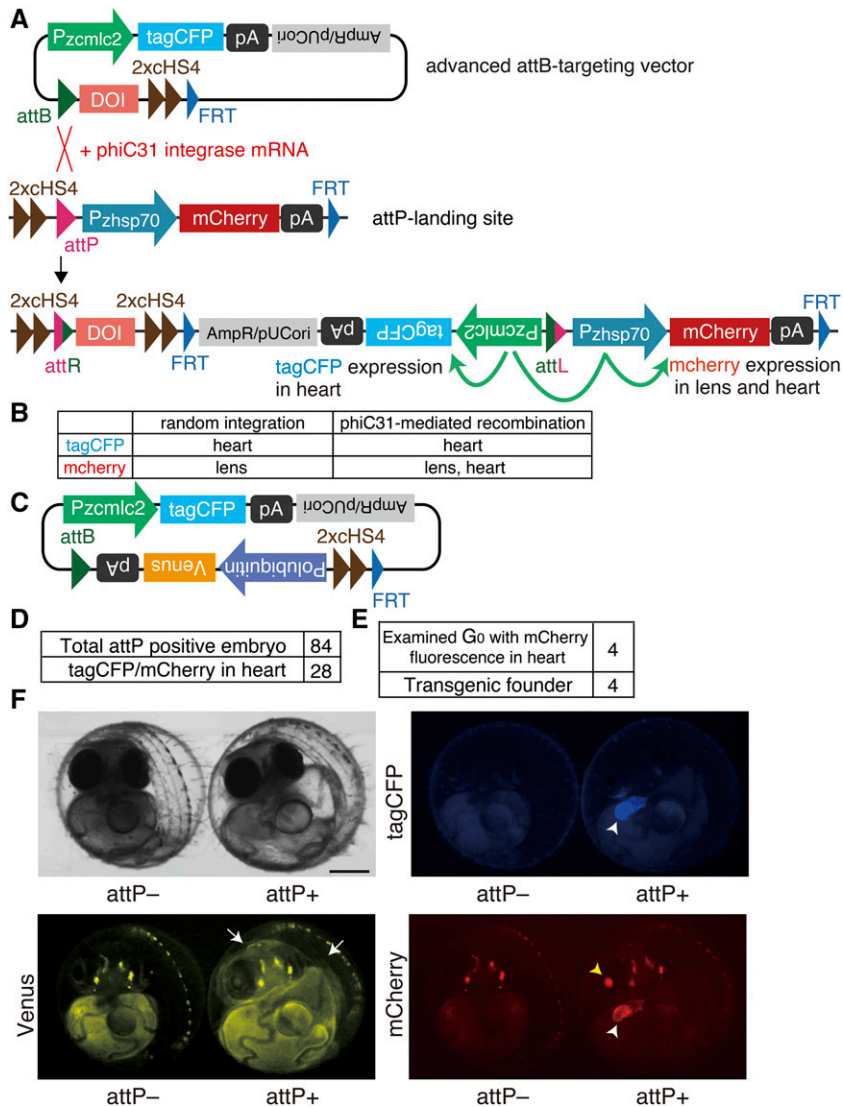 A
Pzcmlc2 tagCFP pA AmpR/pUCori
2xcHS4
advanced attB-targeting vector
DOI
attB
FRT
+ phiC31 integrase mRNA
2xcHS4
FRT
Pzhsp70 mCherry pA
attP-landing site
attP
2xcHS4 2xcHS4
FRT
DOI AmpR/pUCori pA tagCFP Pzcmlc2 Pzhsp70 mCherry pA
attR
FRT
attL
tagCFP expression
in heart
mcherry expression
in lens and heart
B
random integration phiC31-mediated recombination
tagCFP heart heart
mcherry lens lens, heart
C
Pzcmlc2 tagCFP pA AmpR/pUCori
attB
2xcHS4
pA Venus Polubiquitin
FRT
D
Total attP positive embryo 84
tagCFP/mCherry in heart 28
E
Examined G0 with mCherry
fluorescence in heart 4
Transgenic founder 4
F
tagCFP
attP– attP+
attP– attP+
Venus
mCherry
attP– attP+
attP– attP+